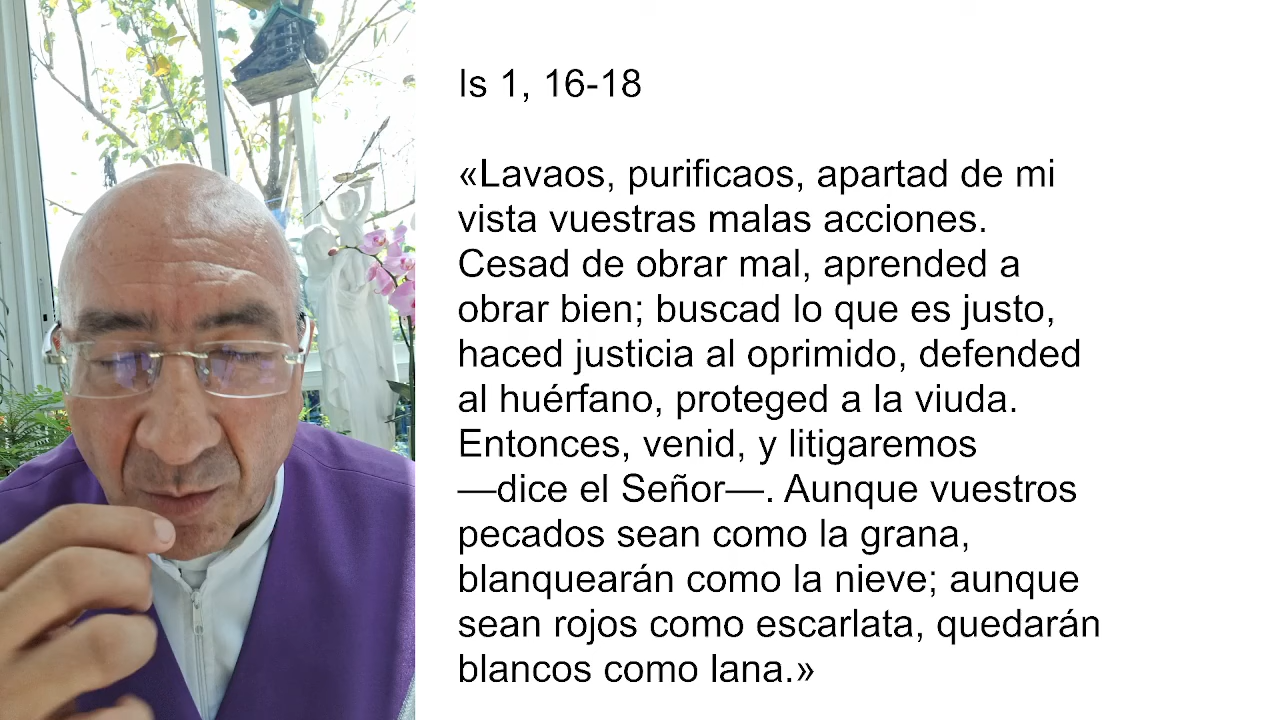 Is 1, 16-18
«Lavaos, purificaos, apartad de mi
vista vuestras malas acciones.
Cesad de obrar mal, aprended a
obrar bien; buscad lo que es justo,
haced justicia al oprimido, defended
al huérfano, proteged a la viuda.
Entonces, venid, y litigaremos
—dice el Señor—. Aunque vuestros
pecados sean como la grana,
blanquearán como la nieve; aunque
sean rojos como escarlata, quedarán
blancos como lana.»